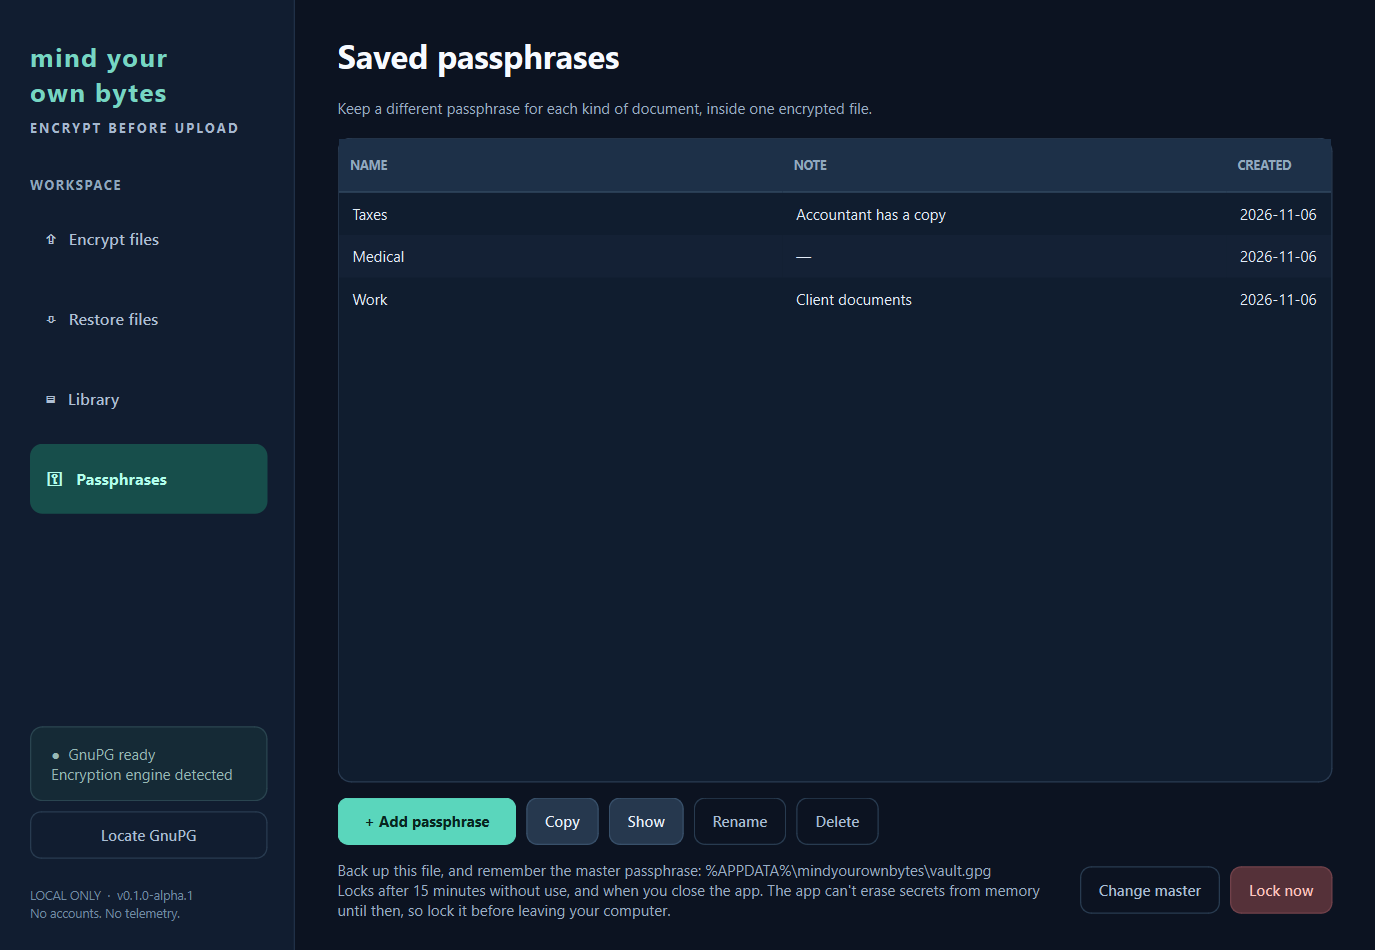 mind your
own bytes
ENCRYPT BEFORE UPLOAD
WORKSPACE
Encrypt files
Restore files
Library
Passphrases
● GnuPG ready
Encryption engine detected
Locate GnuPG
LOCAL ONLY · v0.1.0-alpha.1
No accounts. No telemetry.
Saved passphrases
Keep a different passphrase for each kind of document, inside one encrypted file.
NAME NOTE CREATED
Taxes Accountant has a copy 2026-11-06
Medical — 2026-11-06
Work Client documents 2026-11-06
+ Add passphrase Copy Show Rename Delete
Back up this file, and remember the master passphrase: %APPDATA%\mindyourownbytes\vault.gpg
Locks after 15 minutes without use, and when you close the app. The app can't erase secrets from memory
until then, so lock it before leaving your computer.
Change master Lock now